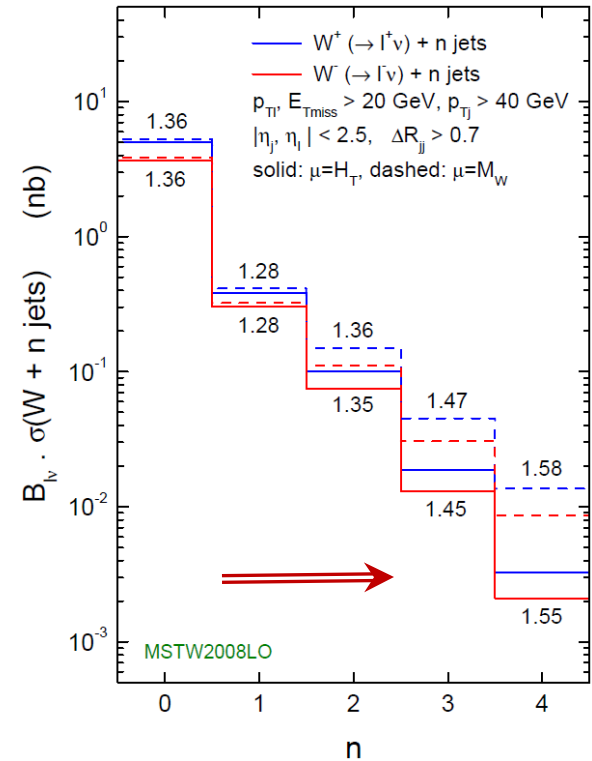 W⁺ (→ l⁺ν) + n jets
W⁻ (→ l⁻ν) + n jets
p_Tl, E_Tmiss > 20 GeV, p_Tj > 40 GeV
|η_j, η_l | < 2.5, ΔR_jj > 0.7
solid: μ=H_T, dashed: μ=M_W
B_lν . σ(W + n jets) (nb)
10¹
10⁰
10⁻¹
10⁻²
10⁻³
1.36
1.36
1.28
1.28
1.36
1.35
1.47
1.45
1.58
1.55
MSTW2008LO
0 1 2 3 4
n